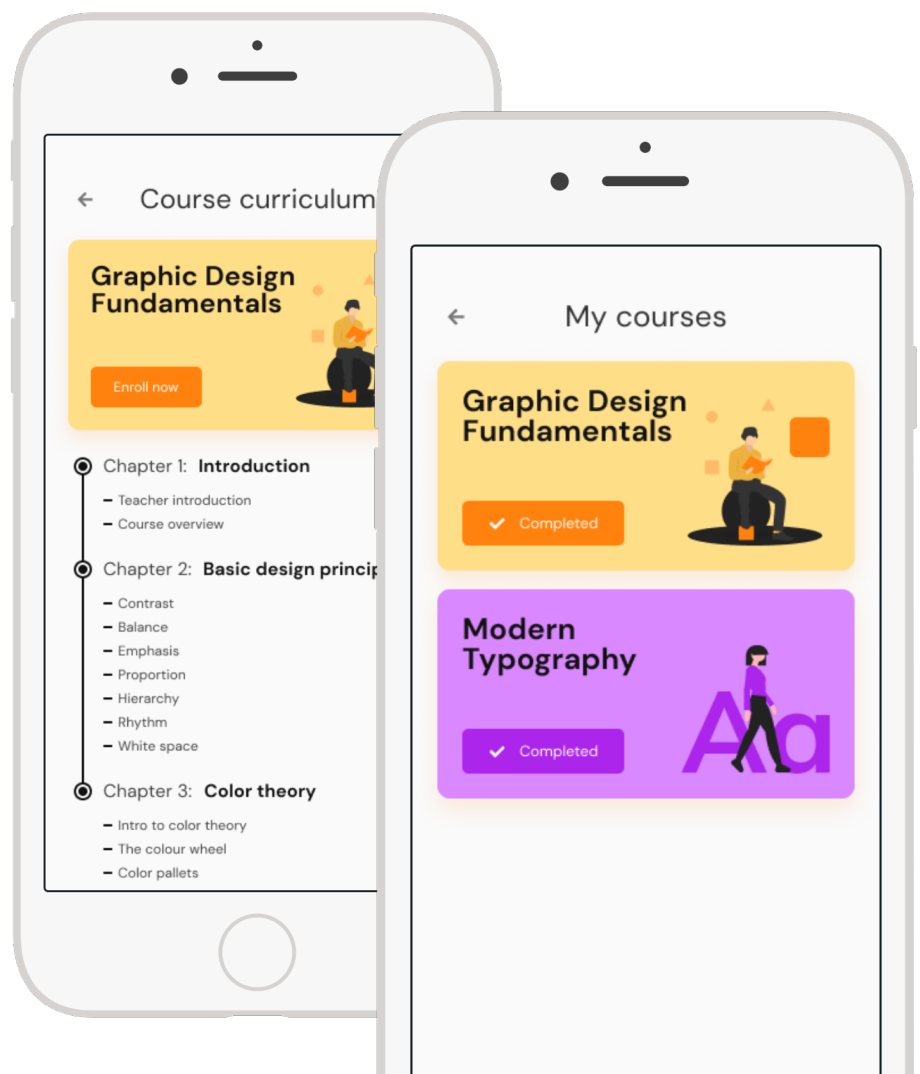 Course curriculum
Graphic Design
Fundamentals
Enroll now
Chapter 1: Introduction
Teacher introduction
Course overview
Chapter 2: Basic design
Contrast
Balance
Emphasis
Proportion
Hierarchy
Rhythm
White space
Chapter 3: Color theory
Intro to color theory
The colour wheel
Color pallets
My courses
Graphic Design
Fundamentals
Completed
Modern
Typography
Aa
Completed